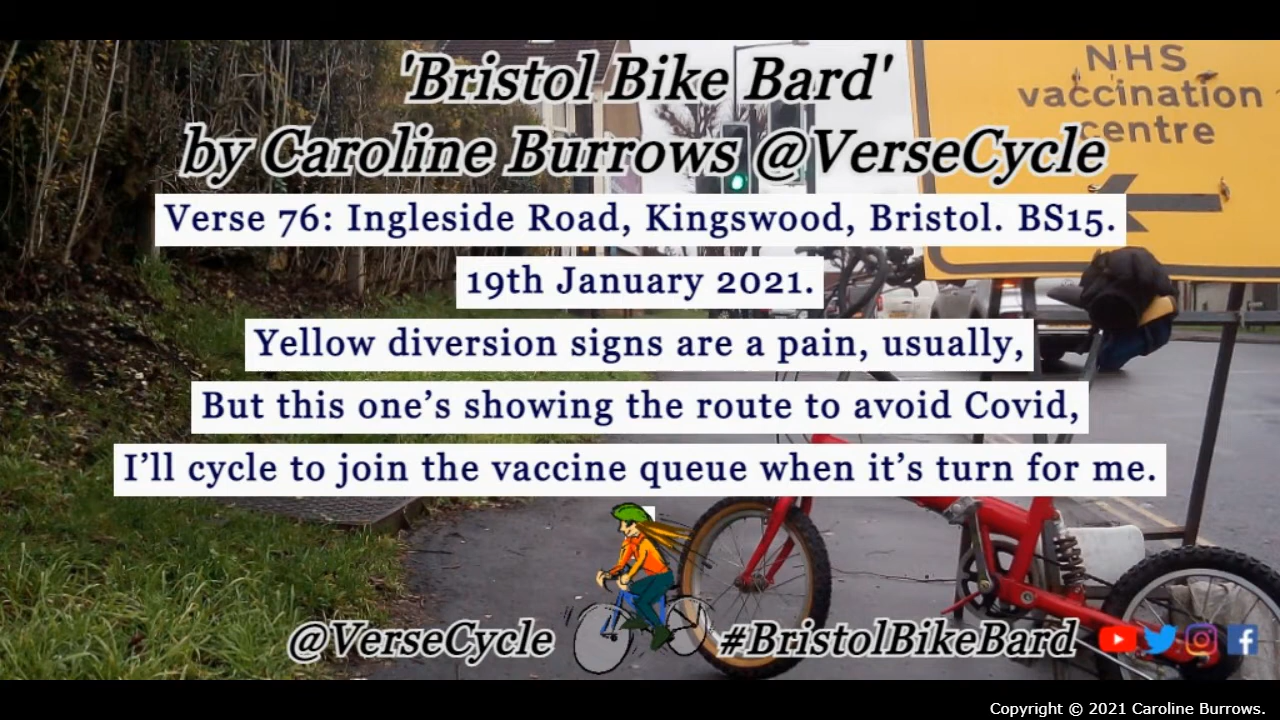 'Bristol Bike Bard'
by Caroline Burrows @VerseCycle
NHS
vaccination
centre
Verse 76: Ingleside Road, Kingswood, Bristol. BS15.
19th January 2021.
Yellow diversion signs are a pain, usually,
But this one’s showing the route to avoid Covid,
I’ll cycle to join the vaccine queue when it’s turn for me.
@VerseCycle
#BristolBikeBard
Copyright © 2021 Caroline Burrows.